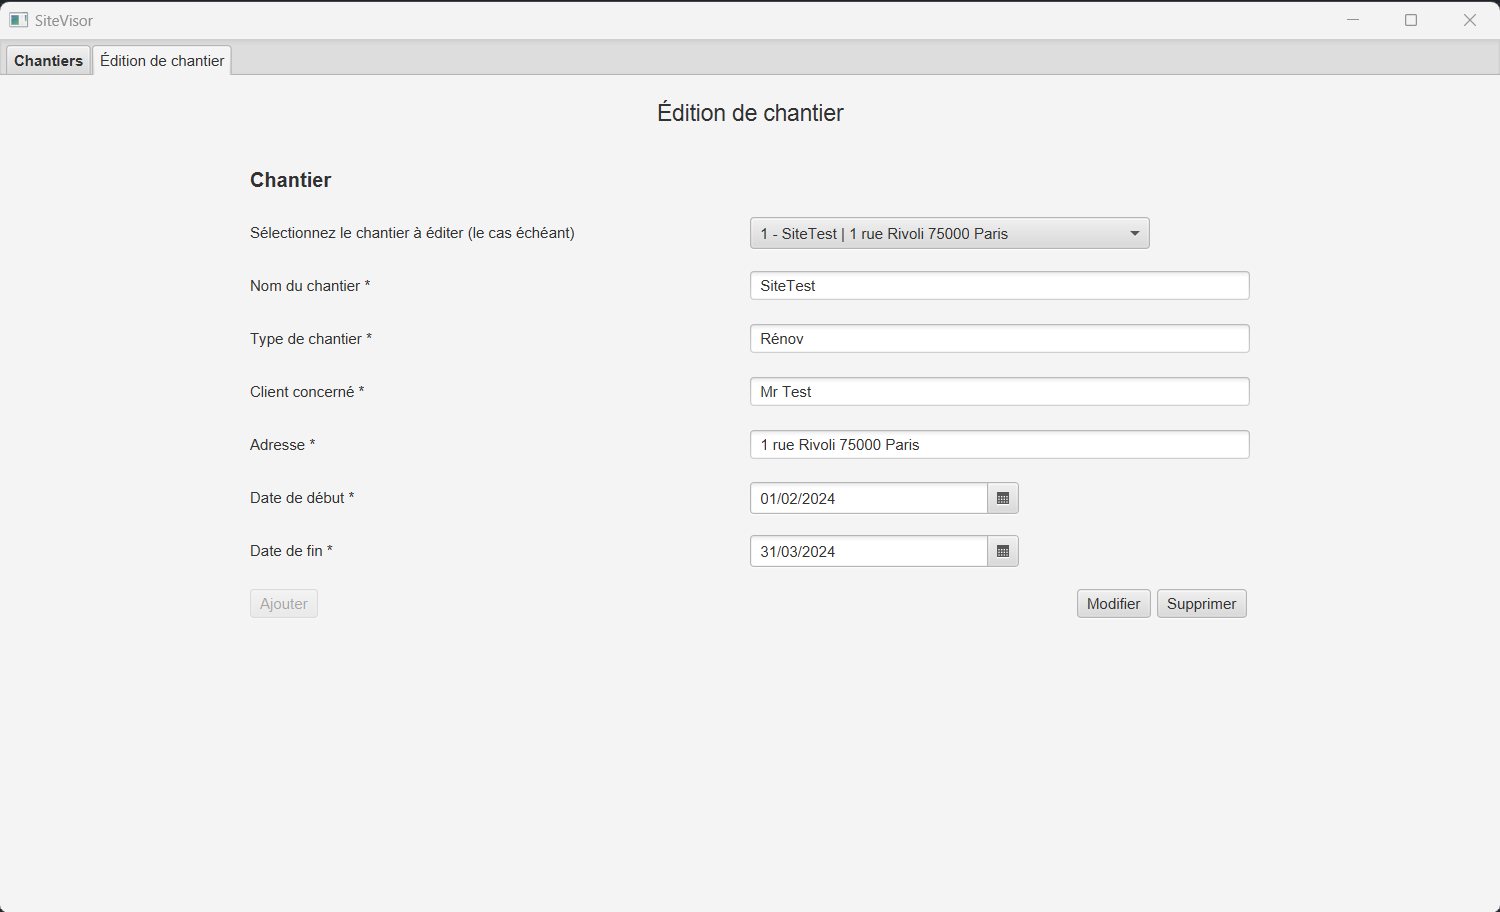 SiteVisor
Chantiers Édition de chantier
Édition de chantier
Chantier
Sélectionnez le chantier à éditer (le cas échéant) 1 - SiteTest | 1 rue Rivoli 75000 Paris
Nom du chantier * SiteTest
Type de chantier * Rénov
Client concerné * Mr Test
Adresse * 1 rue Rivoli 75000 Paris
Date de début * 01/02/2024
Date de fin * 31/03/2024
Ajouter Modifier Supprimer